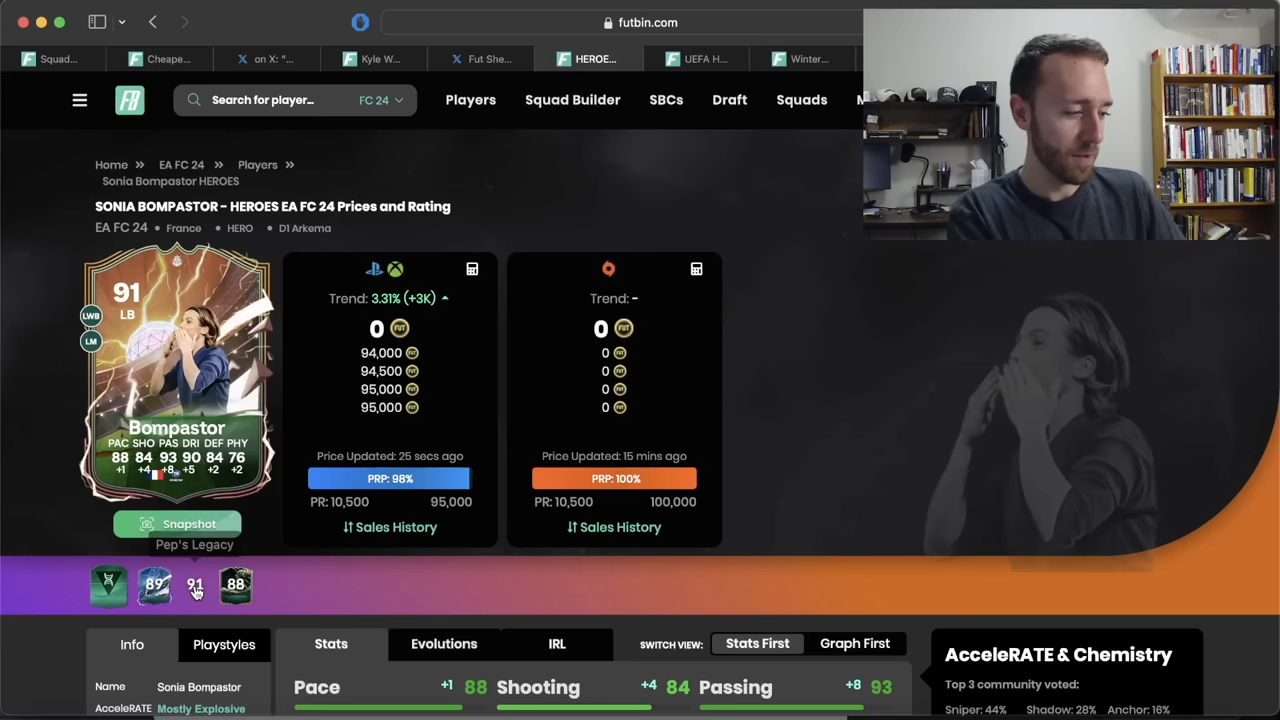 futbin.com
Squad...
Cheape...
on X: "...
Kyle W...
Fut She...
HEROE...
UEFA H...
Winter...
Search for player...
FC 24
Players
Squad Builder
SBCs
Draft
Squads
M
Home » EA FC 24 » Players »
Sonia Bompastor HEROES
SONIA BOMPASTOR - HEROES EA FC 24 Prices and Rating
EA FC 24 • France • HERO • D1 Arkema
91
LB
LWB
LM
Bompastor
PAC SHO PAS DRI DEF PHY
88 84 93 90 84 76
+1 +4 +8 +5 +2 +2
Trend: 3.31% (+3K)
0 FUT
94,000
94,500
95,000
95,000
Price Updated: 25 secs ago
PRP: 98%
PR: 10,500 95,000
Sales History
Trend: -
0 FUT
0
0
0
0
Price Updated: 15 mins ago
PRP: 100%
PR: 10,500 100,000
Sales History
Snapshot
Pep's Legacy
89
91
88
Info
Playstyles
Stats
Evolutions
IRL
SWITCH VIEW:
Stats First
Graph First
Name Sonia Bompastor
AcceleRATE Mostly Explosive
Pace +1 88
Shooting +4 84
Passing +8 93
AcceleRATE & Chemistry
Top 3 community voted:
Sniper: 44% Shadow: 28% Anchor: 16%